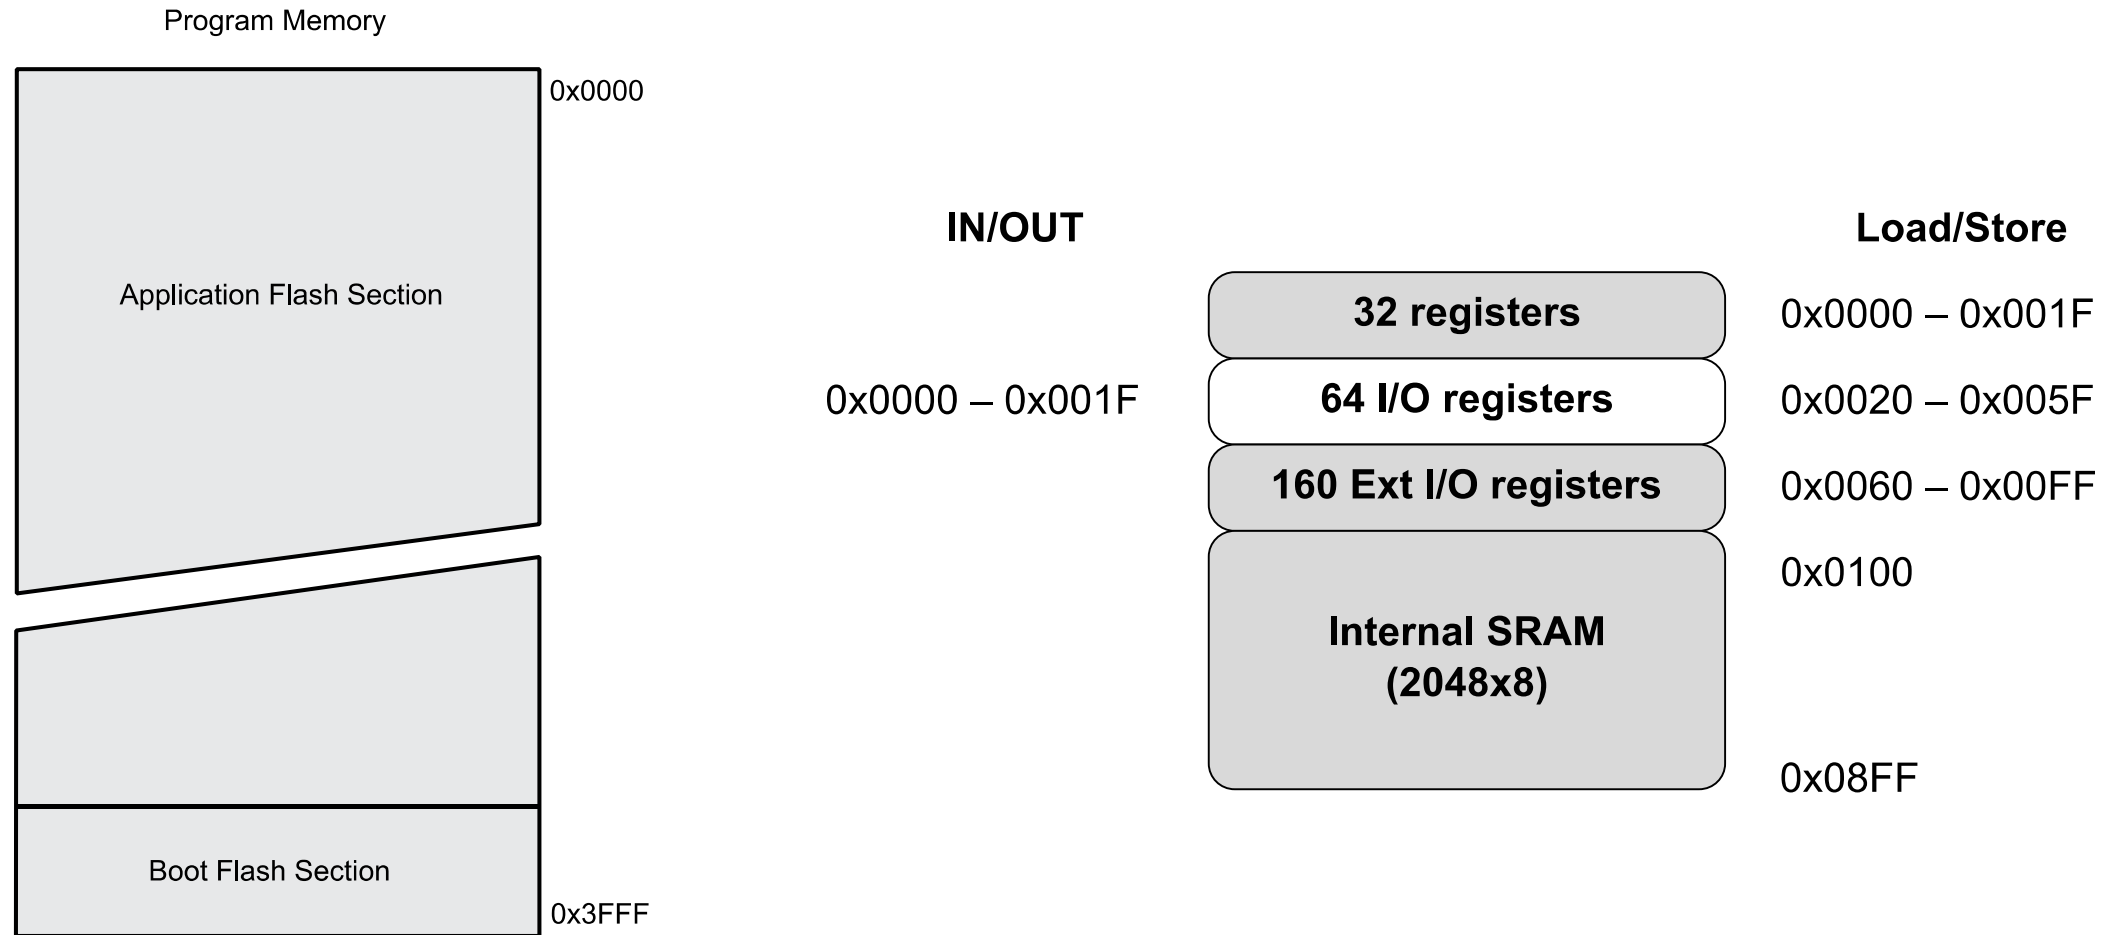 Program Memory
0x0000
Application Flash Section
Boot Flash Section
0x3FFF
IN/OUT
Load/Store
32 registers
0x0000 – 0x001F
0x0000 – 0x001F
64 I/O registers
0x0020 – 0x005F
160 Ext I/O registers
0x0060 – 0x00FF
0x0100
Internal SRAM
(2048x8)
0x08FF